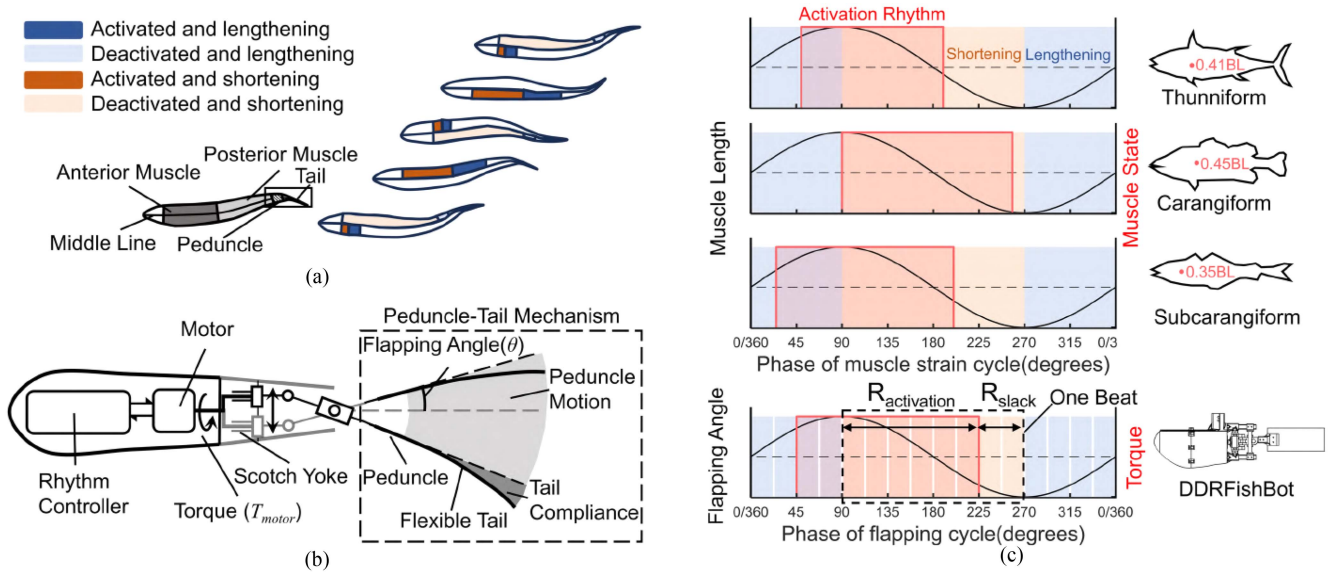 Activated and lengthening
Deactivated and lengthening
Activated and shortening
Deactivated and shortening
Anterior Muscle
Posterior Muscle
Tail
Middle Line
Peduncle
(a)
Motor
Rhythm
Controller
Torque (Tmotor)
Scotch Yoke
Peduncle-Tail Mechanism
Flapping Angle(θ)
Peduncle
Motion
Peduncle
Flexible Tail
Tail
Compliance
(b)
Activation Rhythm
Shortening
Lengthening
0.41BL
Thunniform
Muscle Length
Muscle State
0.45BL
Carangiform
0.35BL
Subcarangiform
0/360 45 90 135 180 225 270 315 0/3
Phase of muscle strain cycle(degrees)
Ractivation
Rslack
One Beat
Flapping Angle
Torque
DDRFishBot
0/360 45 90 135 180 225 270 315 0/360
Phase of flapping cycle(degrees)
(c)